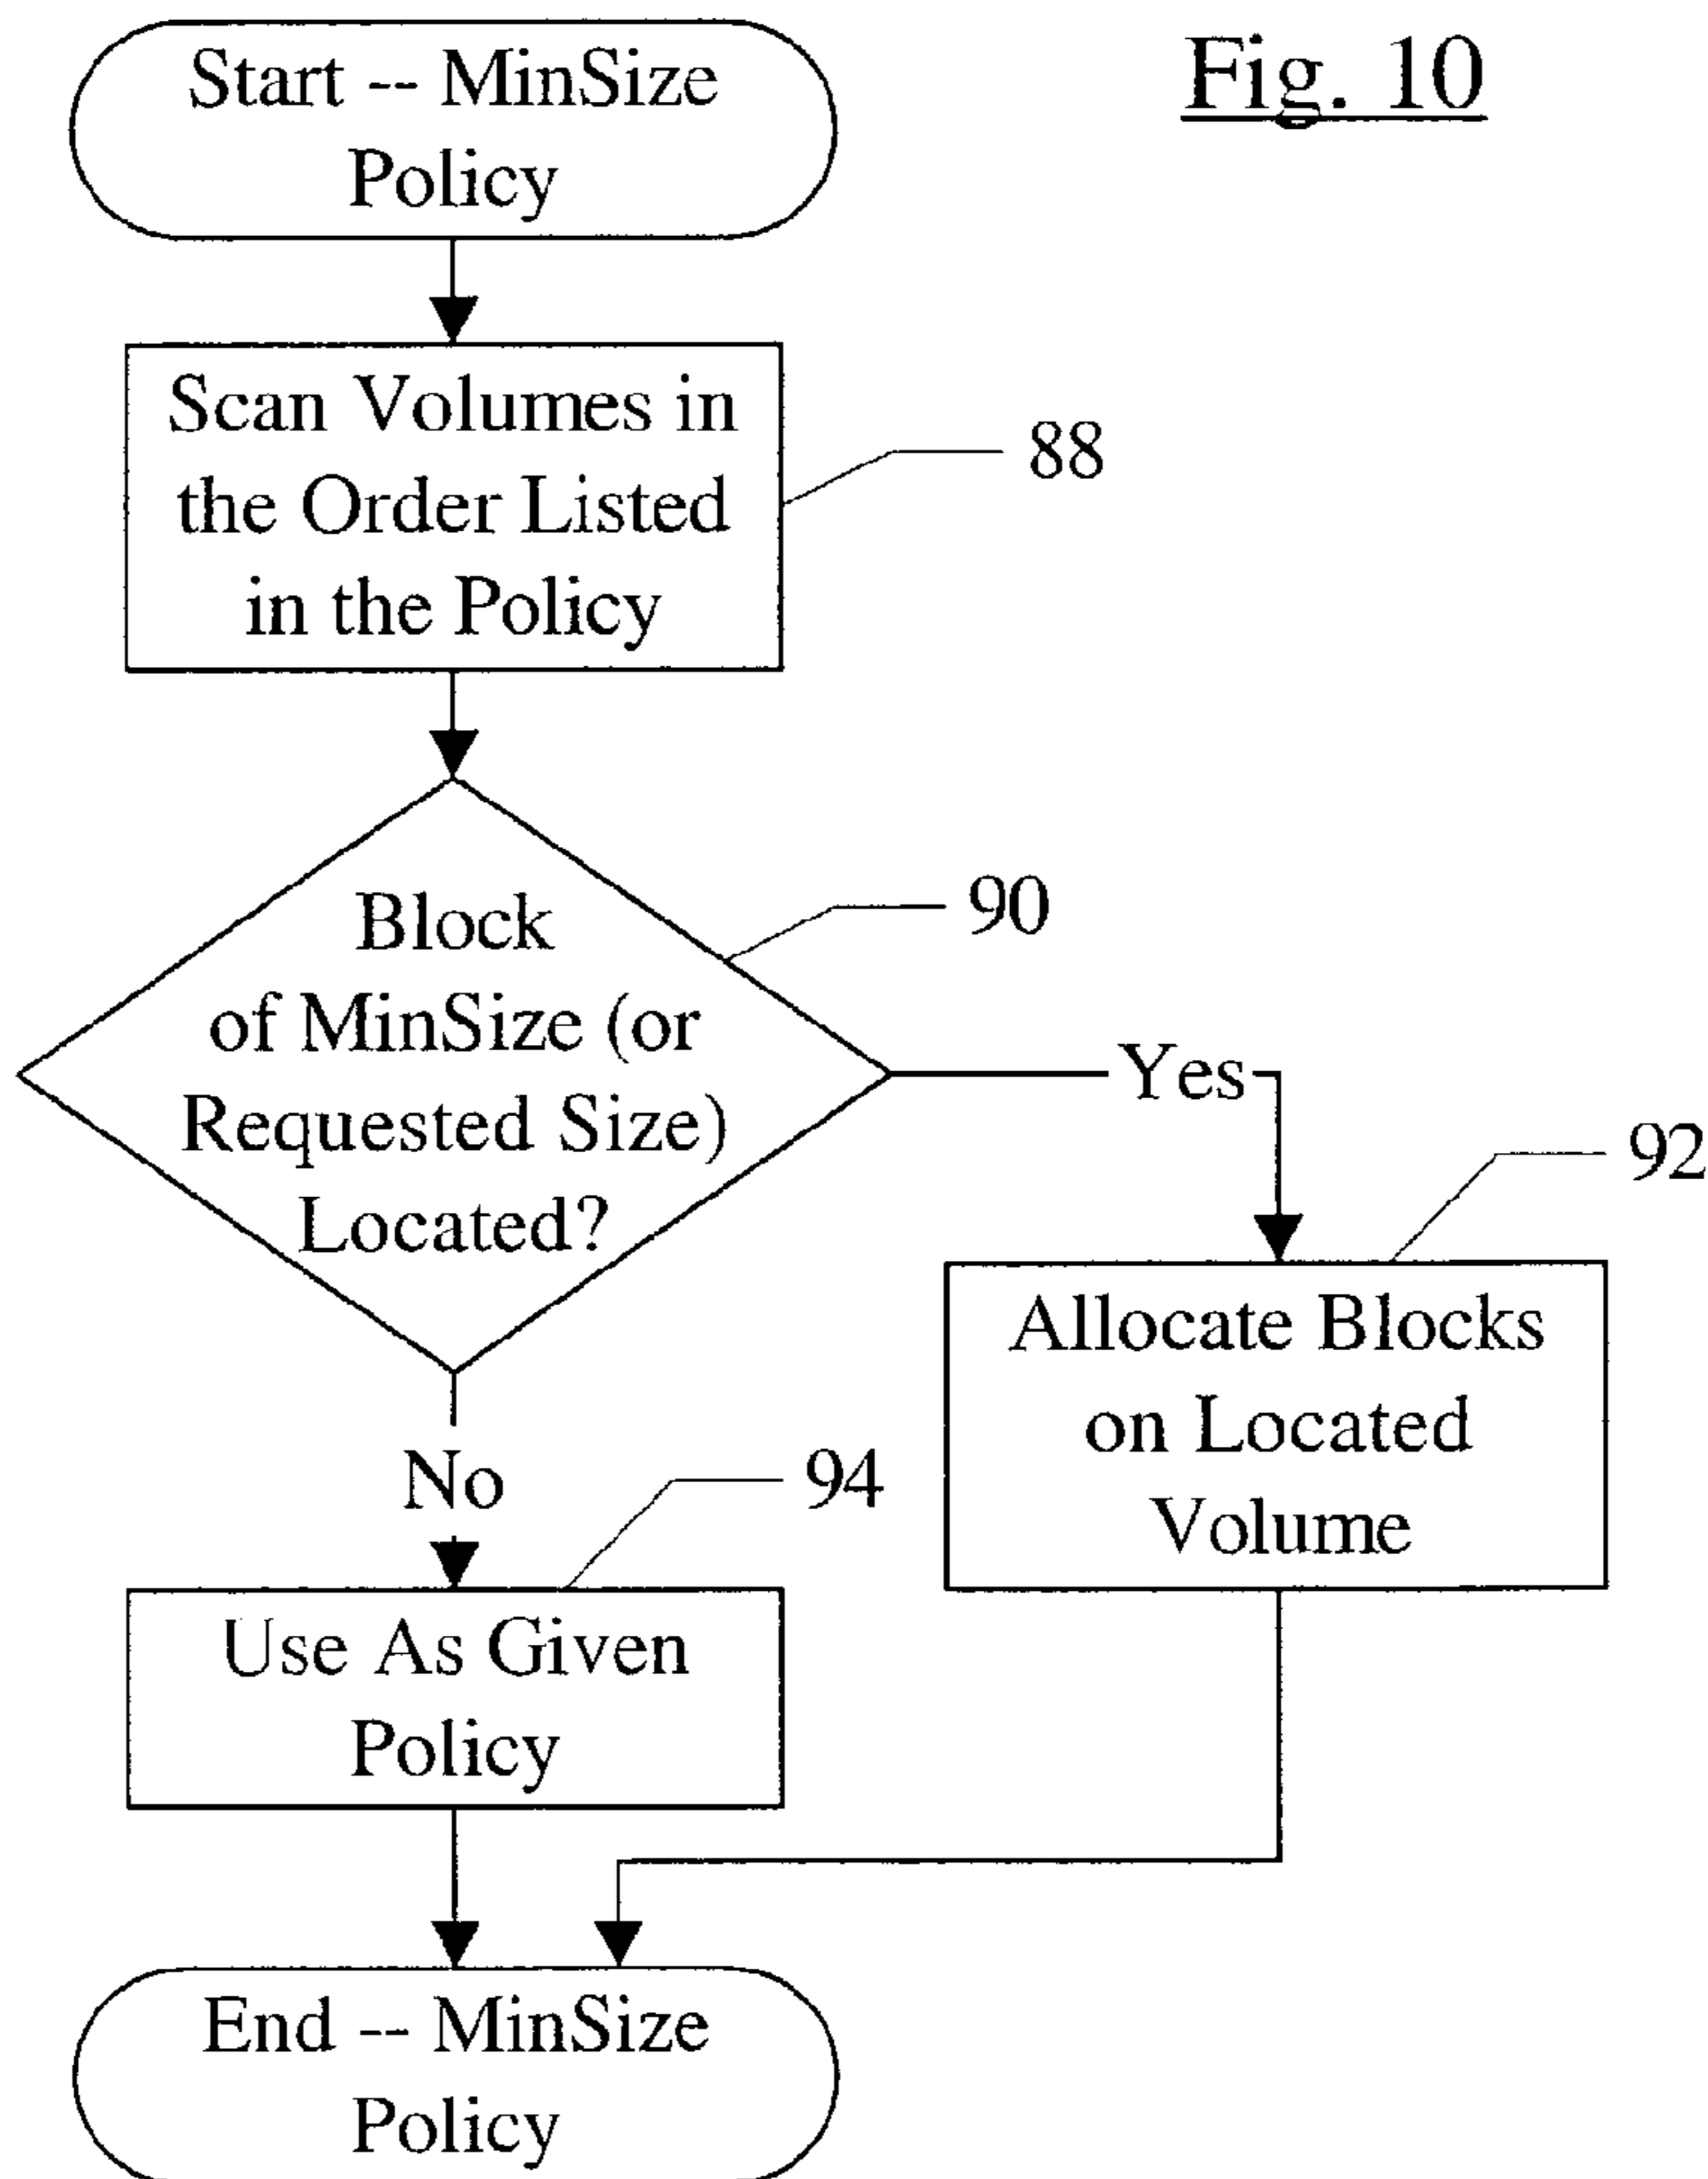 Fig. 10
Start -- MinSize
Policy
Scan Volumes in
the Order Listed
in the Policy
88
Block
of MinSize (or
Requested Size)
Located?
90
Yes
92
Allocate Blocks
on Located
Volume
No
94
Use As Given
Policy
End -- MinSize
Policy